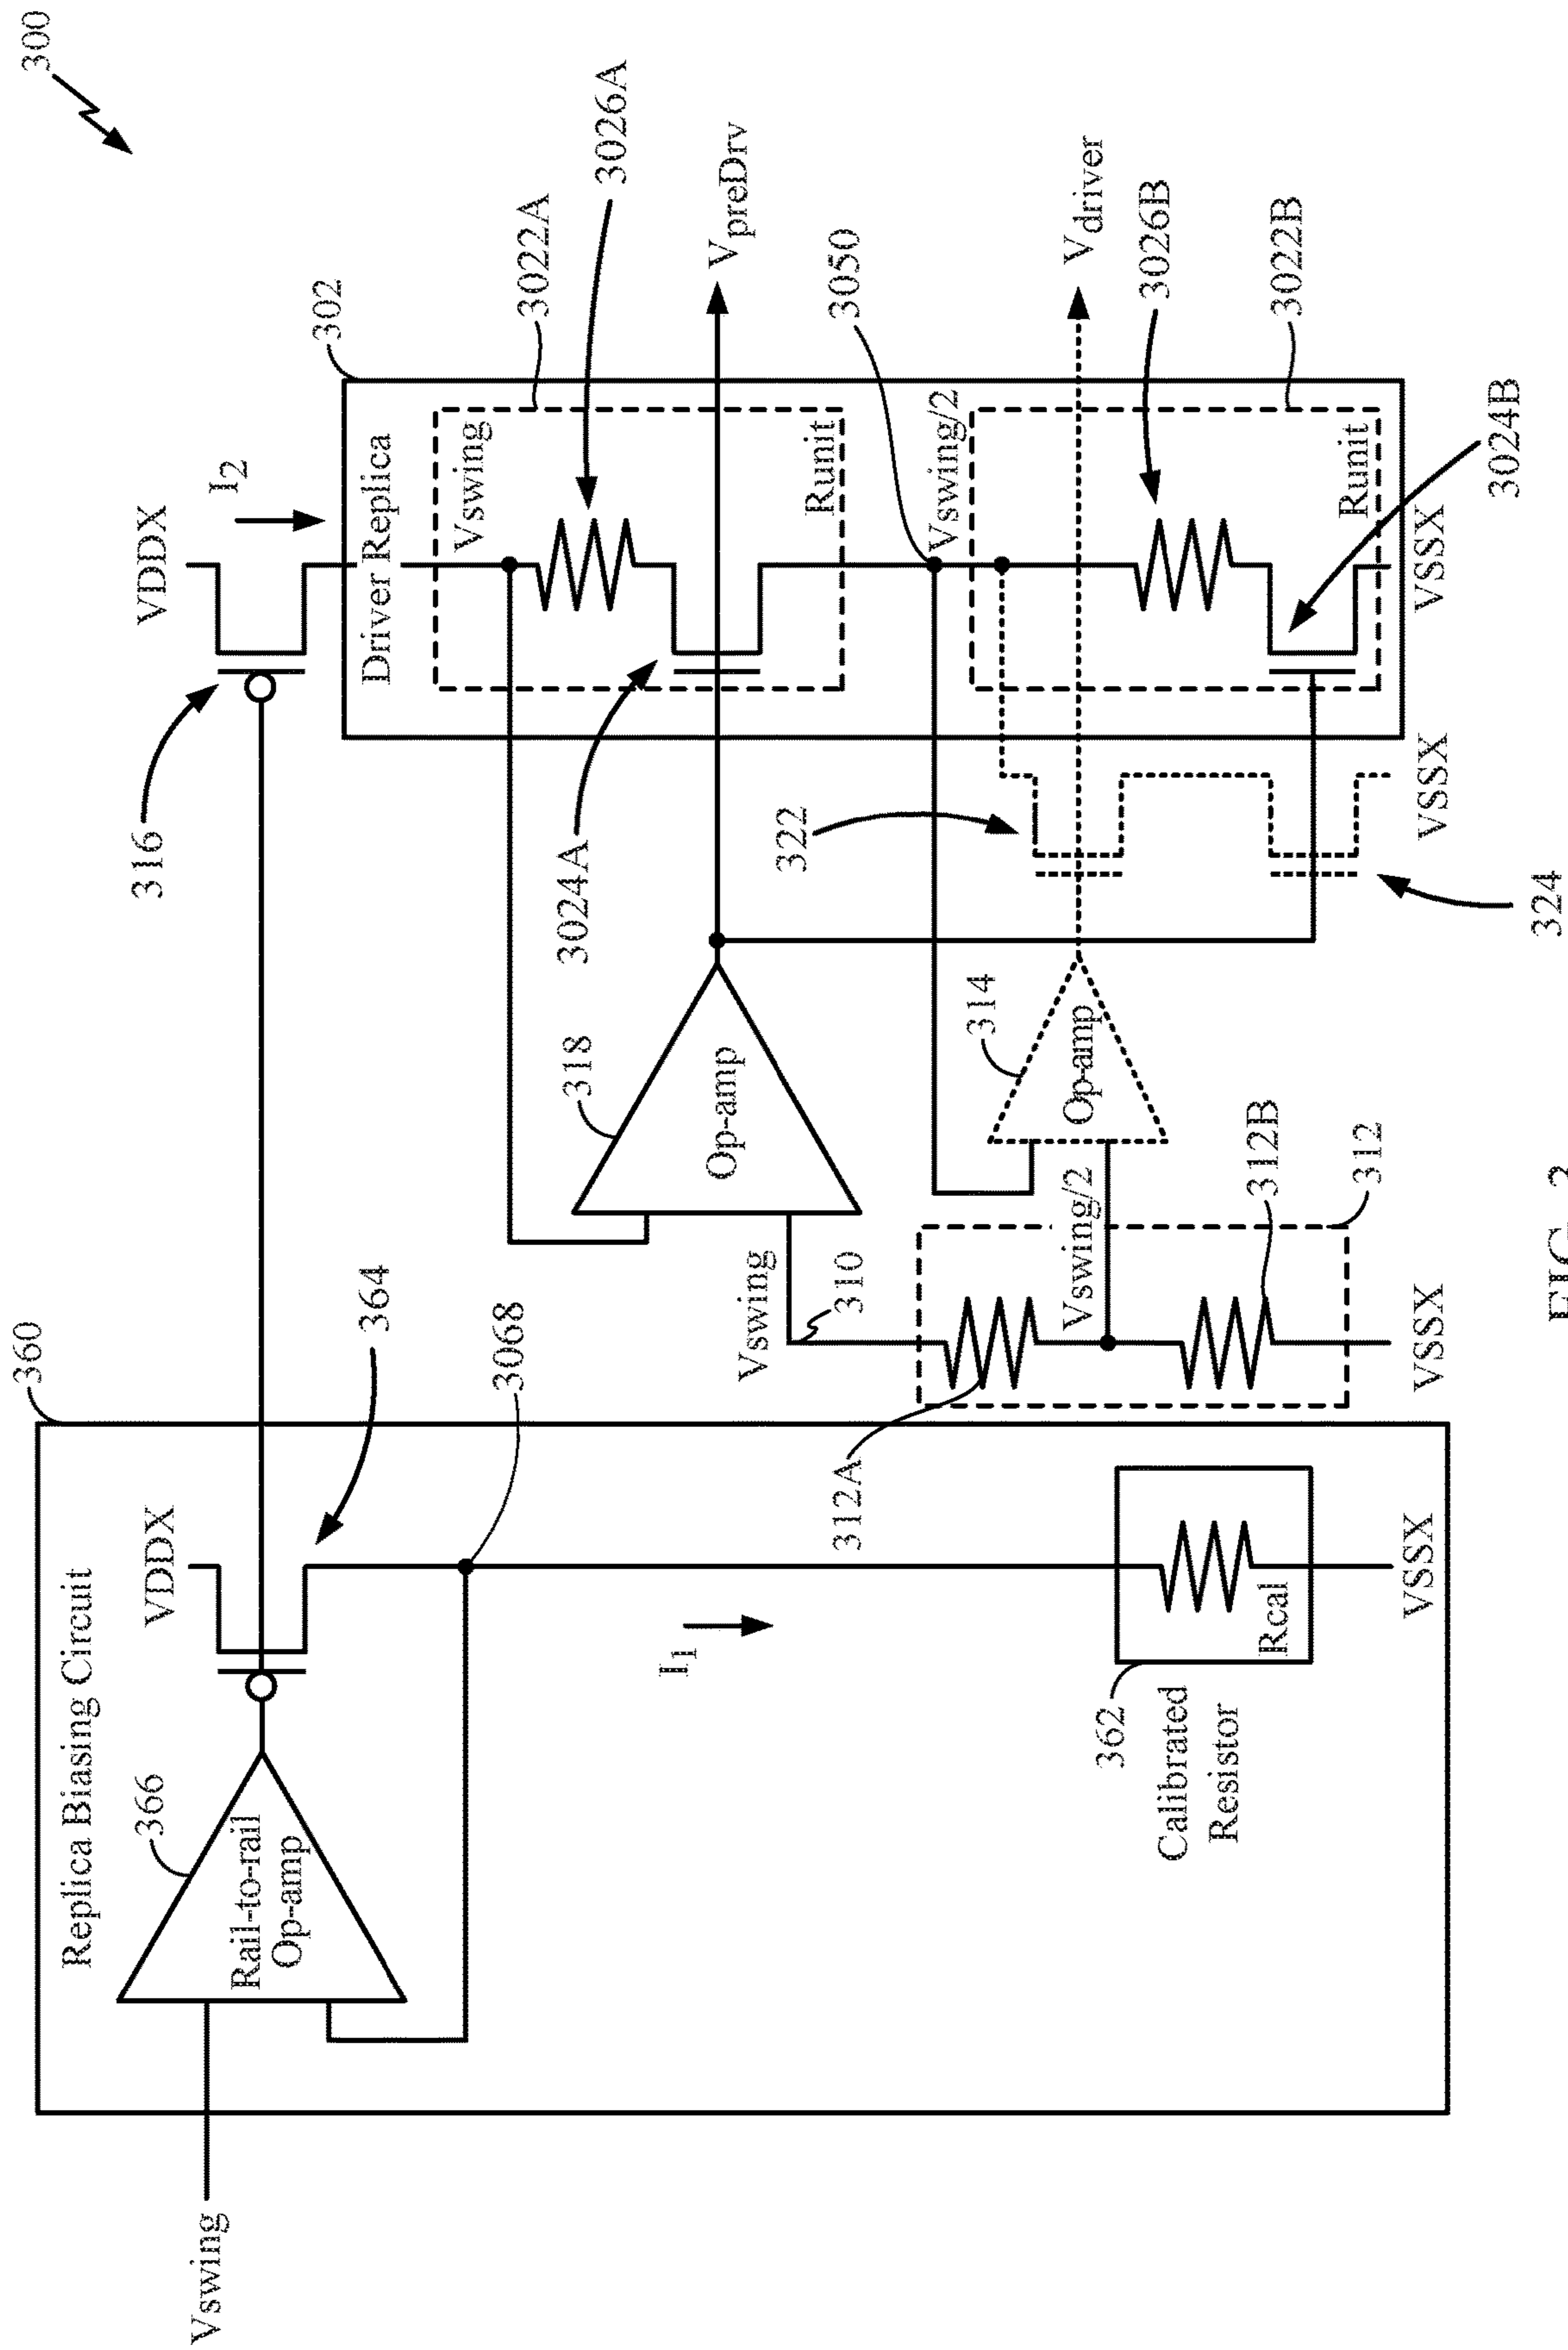 300
360
Replica Biasing Circuit
Vswing
366
Rail-to-rail
Op-amp
VDDX
364
3068
I1
362
Calibrated
Resistor
Rcal
VSSX
316
VDDX
I2
302
Driver Replica
3022A
Vswing
3026A
Runit
3024A
318
Op-amp
VpreDrv
Vswing
310
312A
Vswing/2
312B
312
VSSX
314
Op-amp
322
324
VSSX
3050
Vswing/2
Vdriver
3026B
3022B
Runit
3024B
VSSX